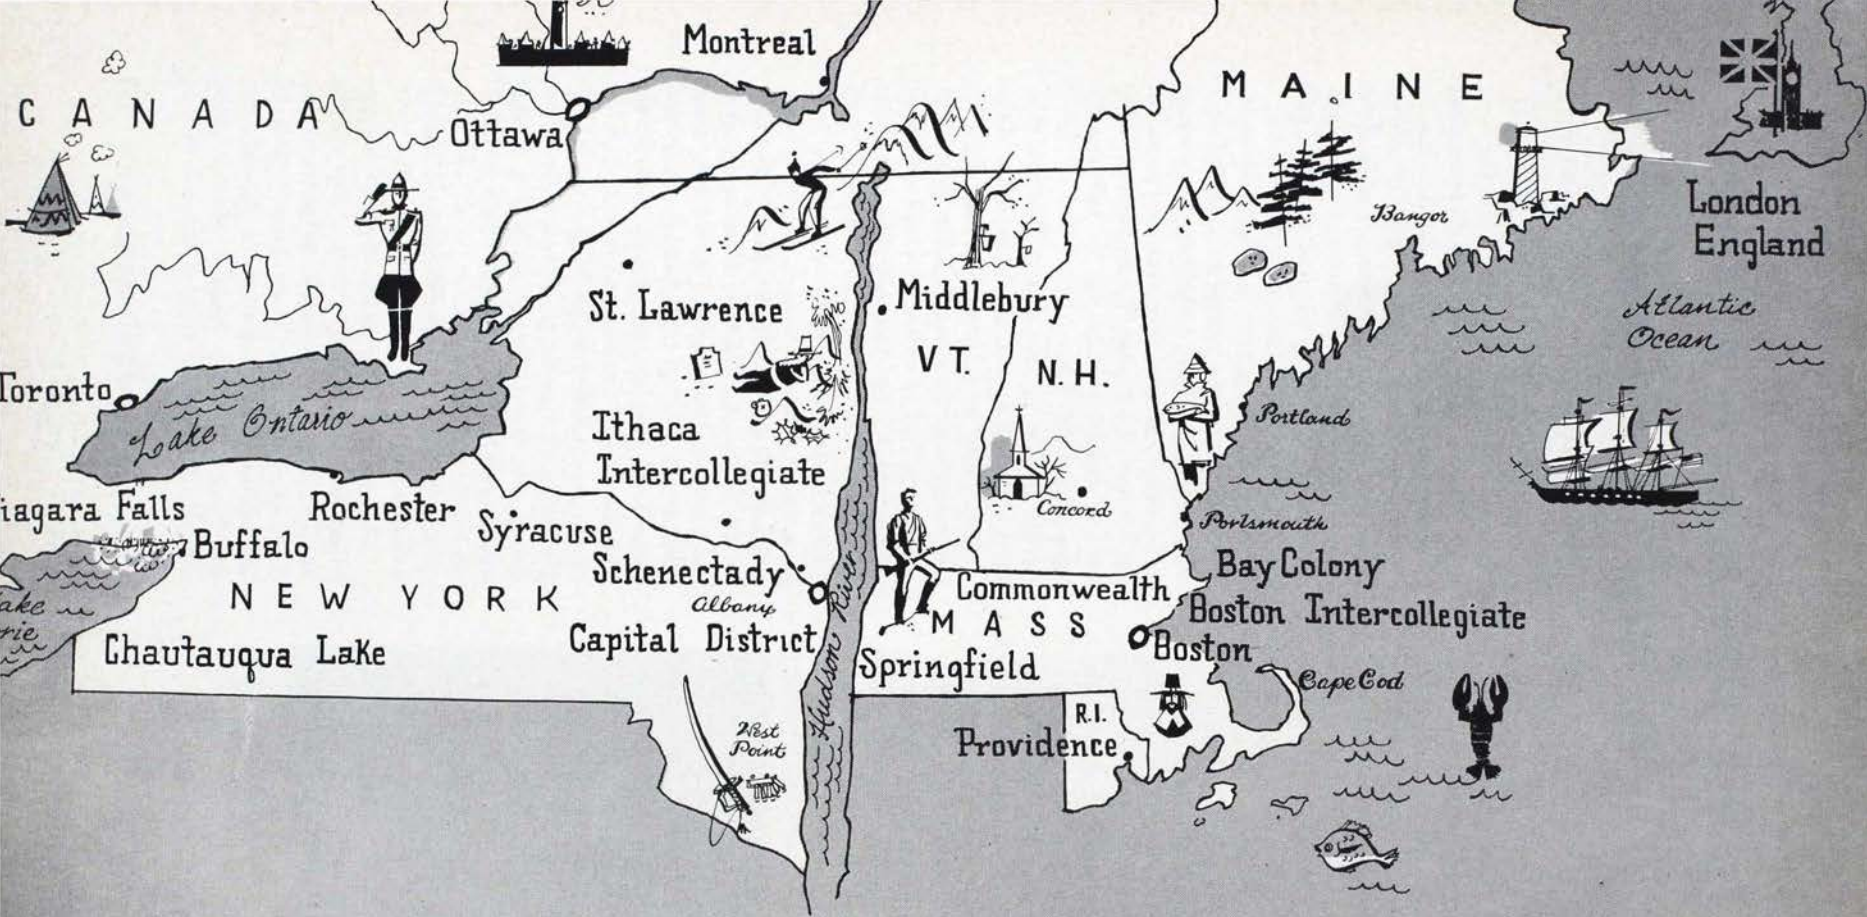 Montreal
MAINE
CANADA
Ottawa
Bangor
London
England
St. Lawrence
Middlebury
Atlantic
Ocean
VT.
N.H.
Toronto
Lake Ontario
Portland
Ithaca
Intercollegiate
iagara Falls
Rochester
Syracuse
Concord
Portsmouth
Buffalo
Schenectady
Albany
Commonwealth
Bay Colony
Boston Intercollegiate
NEW YORK
ake
rie
Chautauqua Lake
Capital District
Hudson River
MASS
Boston
Springfield
Cape Cod
West
Point
R.I.
Providence